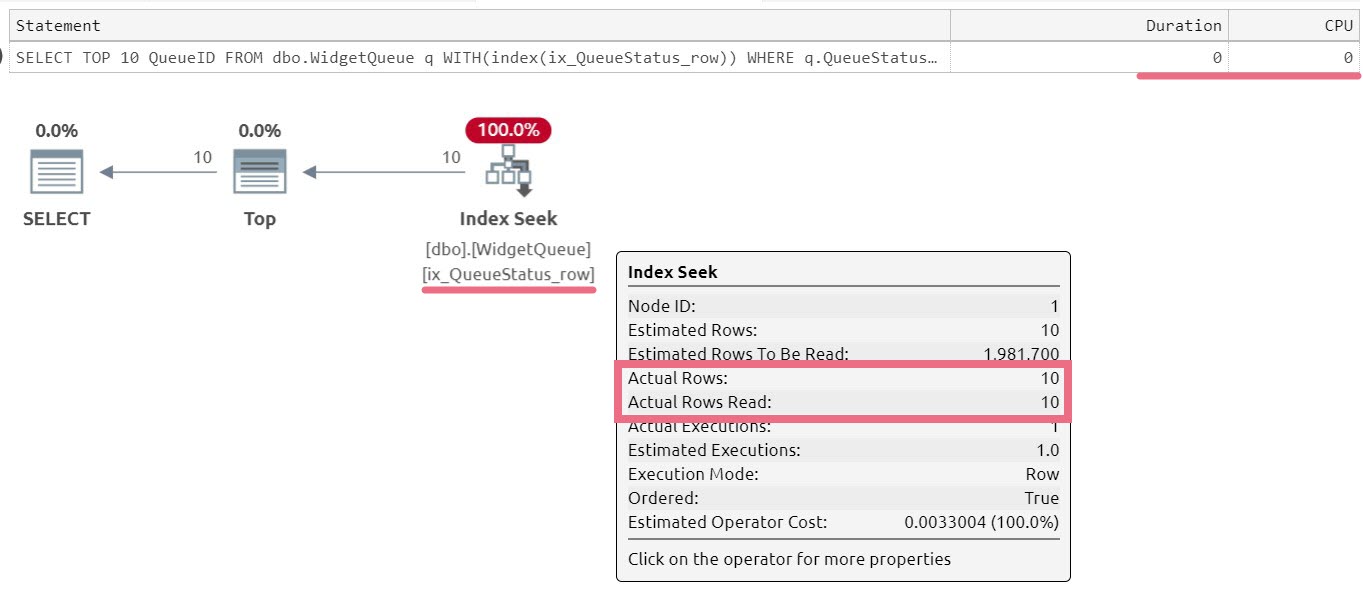 Statement Duration CPU
SELECT TOP 10 QueueID FROM dbo.WidgetQueue q WITH(index(ix_QueueStatus_row)) WHERE q.QueueStatus… 0 0
0.0% 0.0% 100.0%
10 10
SELECT Top Index Seek
[dbo].[WidgetQueue]
[ix_QueueStatus_row]
Index Seek
Node ID: 1
Estimated Rows: 10
Estimated Rows To Be Read: 1,981,700
Actual Rows: 10
Actual Rows Read: 10
Actual Executions: 1
Estimated Executions: 1.0
Execution Mode: Row
Ordered: True
Estimated Operator Cost: 0.0033004 (100.0%)
Click on the operator for more properties